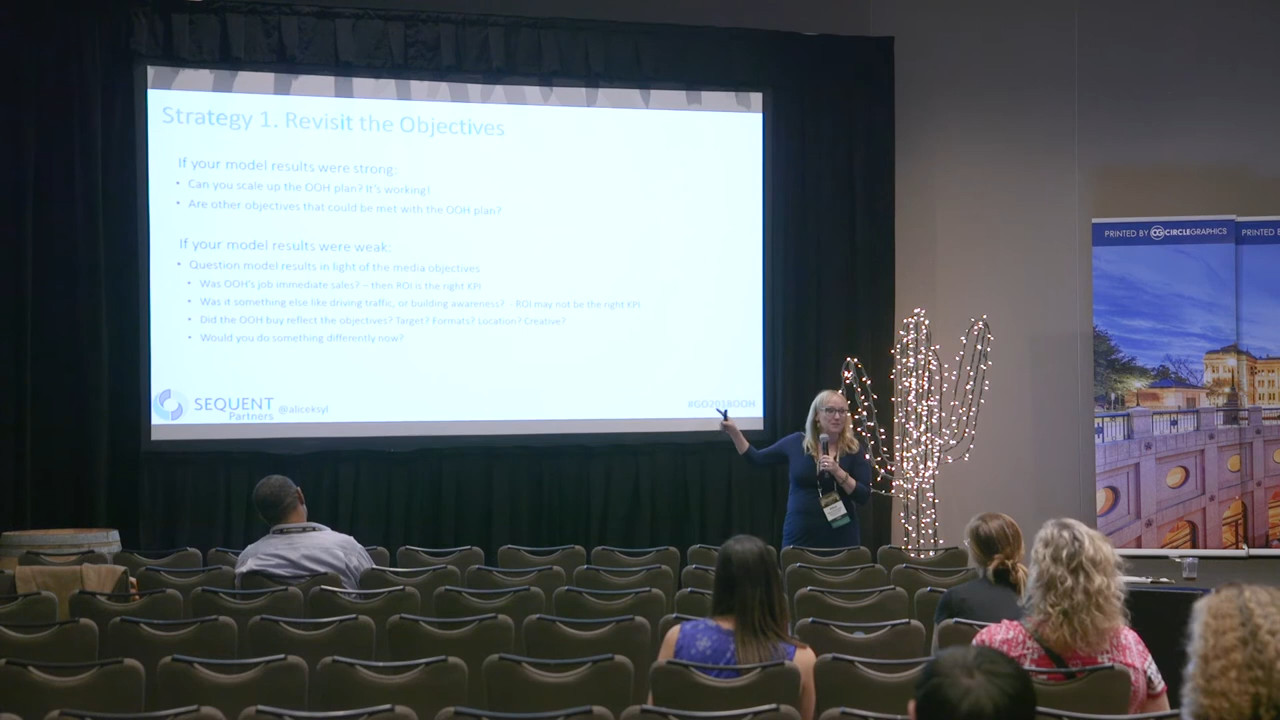 Strategy 1. Revisit the Objectives
If your model results were strong:
• Can you scale up the OOH plan? It's working!
• Are other objectives that could be met with the OOH plan?
If your model results were weak:
• Question model results in light of the media objectives
• Was OOH's job immediate sales? – then ROI is the right KPI
• Was it something else like driving traffic, or building awareness? - ROI may not be the right KPI
• Did the OOH buy reflect the objectives? Target? Formats? Location? Creative?
• Would you do something differently now?
SEQUENT
Partners
@aliceksyl
#GO2018OOH
PRINTED BY CG CIRCLEGRAPHICS
PRINTED B